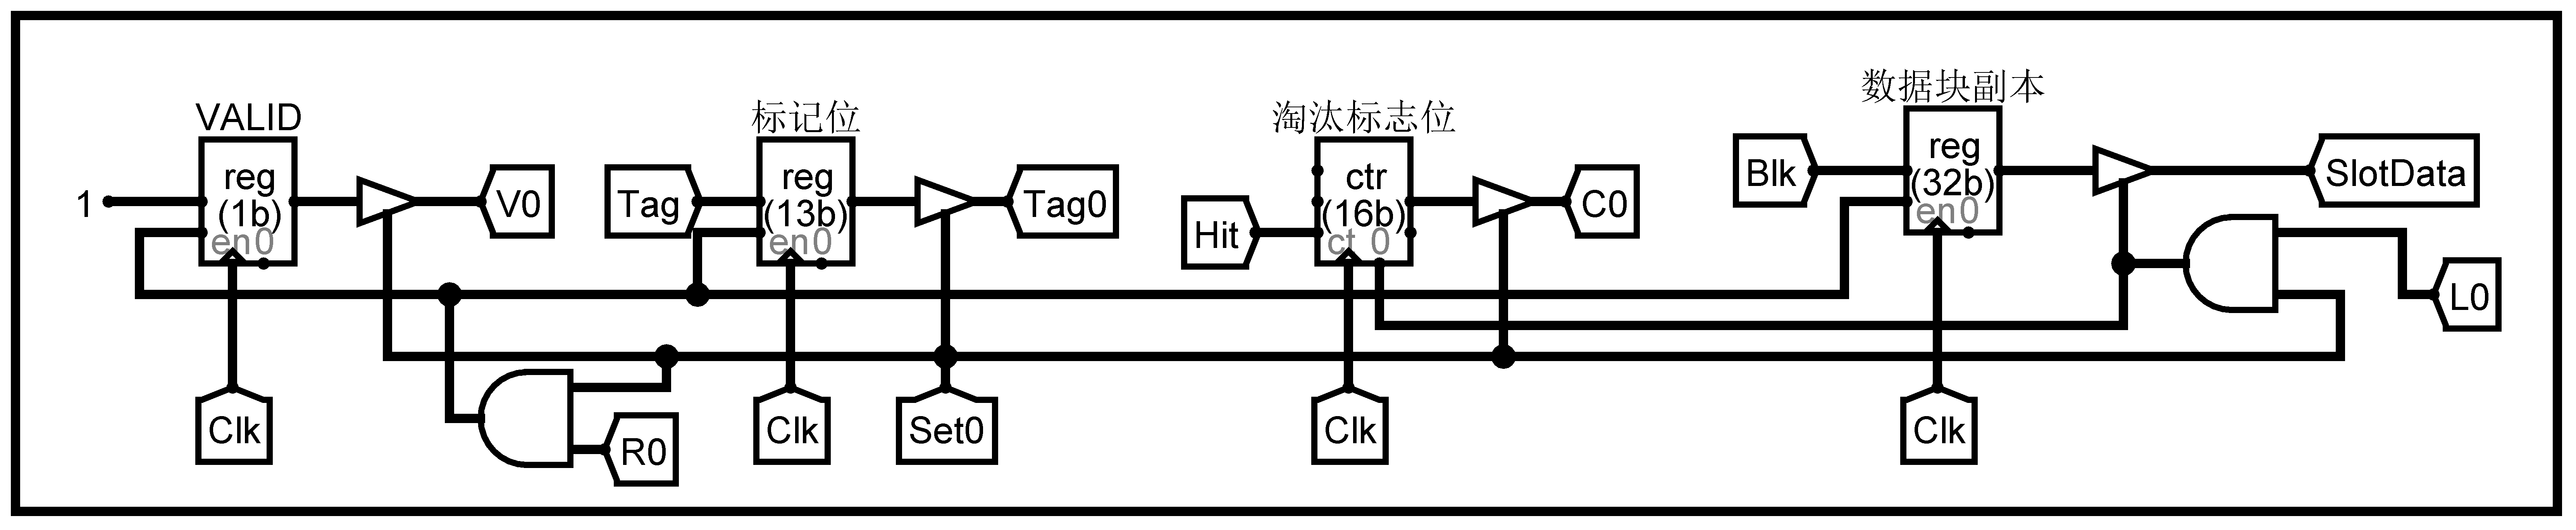 VALID
标记位
淘汰标志位
数据块副本
1
reg
(1b)
en0
V0
Tag
reg
(13b)
en0
Tag0
Hit
ctr
(16b)
ct 0
C0
Blk
reg
(32b)
en0
SlotData
L0
Clk
R0
Clk
Set0
Clk
Clk